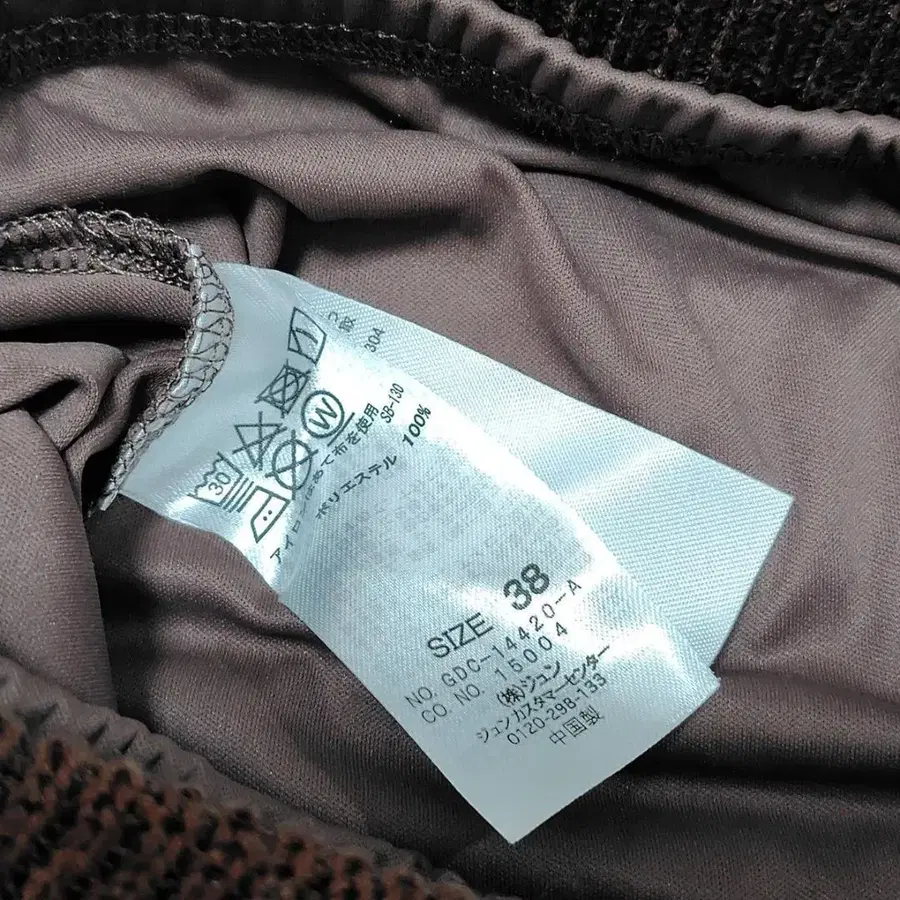 30
W
アイロンはあて布を使用
SB-130
304
ポリエステル 100%
SIZE 38
NO. GDC-14420-A
CO. NO. 15004
(株)ジュン
ジュンカスタマーセンター
0120-298-133
中国製